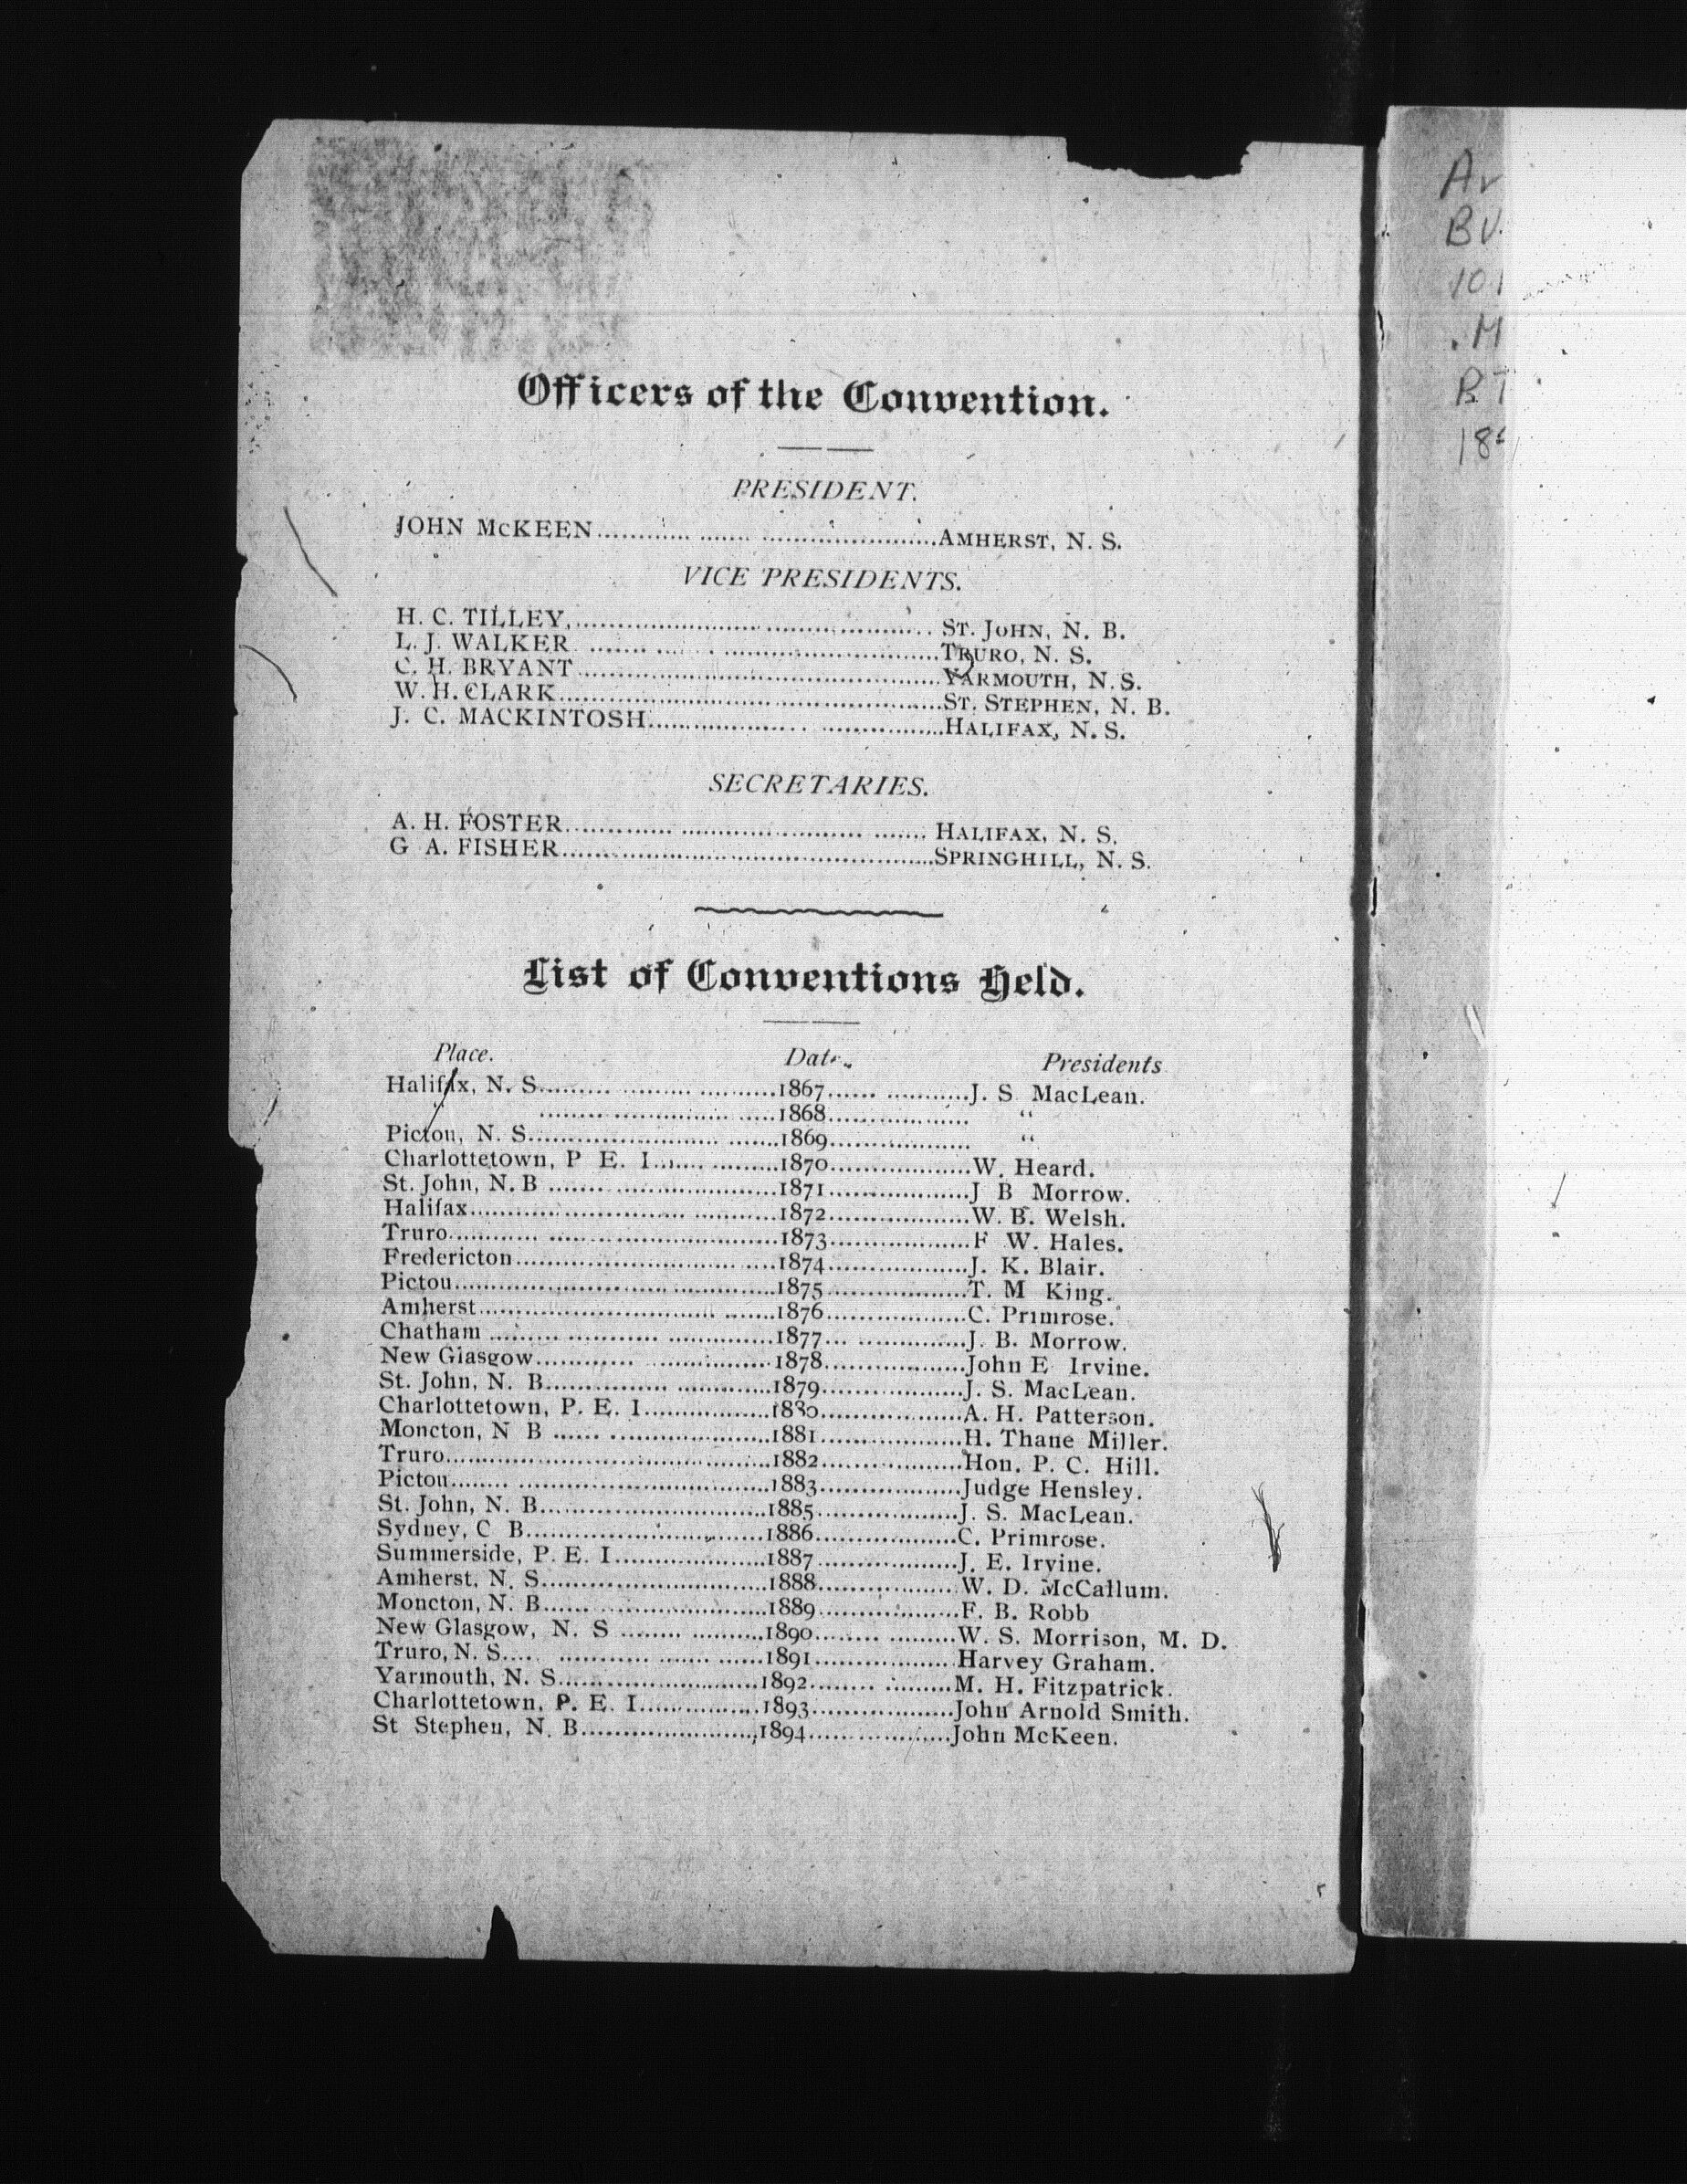 Officers of the Convention.
PRESIDENT.
JOHN McKEEN........................................AMHERST, N. S.
VICE PRESIDENTS.
H. C. TILLEY,........................................ST. JOHN, N. B.
L. J. WALKER........................................TRURO, N. S.
C. H. BRYANT........................................YARMOUTH, N. S.
W. H. CLARK........................................ST. STEPHEN, N. B.
J. C. MACKINTOSH........................................HALIFAX, N. S.
SECRETARIES.
A. H. FOSTER........................................HALIFAX, N. S.
G A. FISHER........................................SPRINGHILL, N. S.
List of Conventions Held.
Place. Date. Presidents
Halifax, N. S....................1867....................J. S. MacLean.
" ....................1868.................... "
Pictou, N. S....................1869.................... "
Charlottetown, P E. I....................1870....................W. Heard.
St. John, N. B....................1871....................J B Morrow.
Halifax....................1872....................W. B. Welsh.
Truro....................1873....................F W. Hales.
Fredericton....................1874....................J. K. Blair.
Pictou....................1875....................T. M King.
Amherst....................1876....................C. Primrose.
Chatham....................1877....................J. B. Morrow.
New Glasgow....................1878....................John E Irvine.
St. John, N. B....................1879....................J. S. MacLean.
Charlottetown, P. E. I....................1880....................A. H. Patterson.
Moncton, N B....................1881....................H. Thane Miller.
Truro....................1882....................Hon. P. C. Hill.
Pictou....................1883....................Judge Hensley.
St. John, N. B....................1885....................J. S. MacLean.
Sydney, C B....................1886....................C. Primrose.
Summerside, P. E. I....................1887....................J. E. Irvine.
Amherst, N. S....................1888....................W. D. McCallum.
Moncton, N. B....................1889....................F. B. Robb
New Glasgow, N. S....................1890....................W. S. Morrison, M. D.
Truro, N. S....................1891....................Harvey Graham.
Yarmouth, N. S....................1892....................M. H. Fitzpatrick.
Charlottetown, P. E. I....................1893....................John Arnold Smith.
St Stephen, N. B....................1894....................John McKeen.